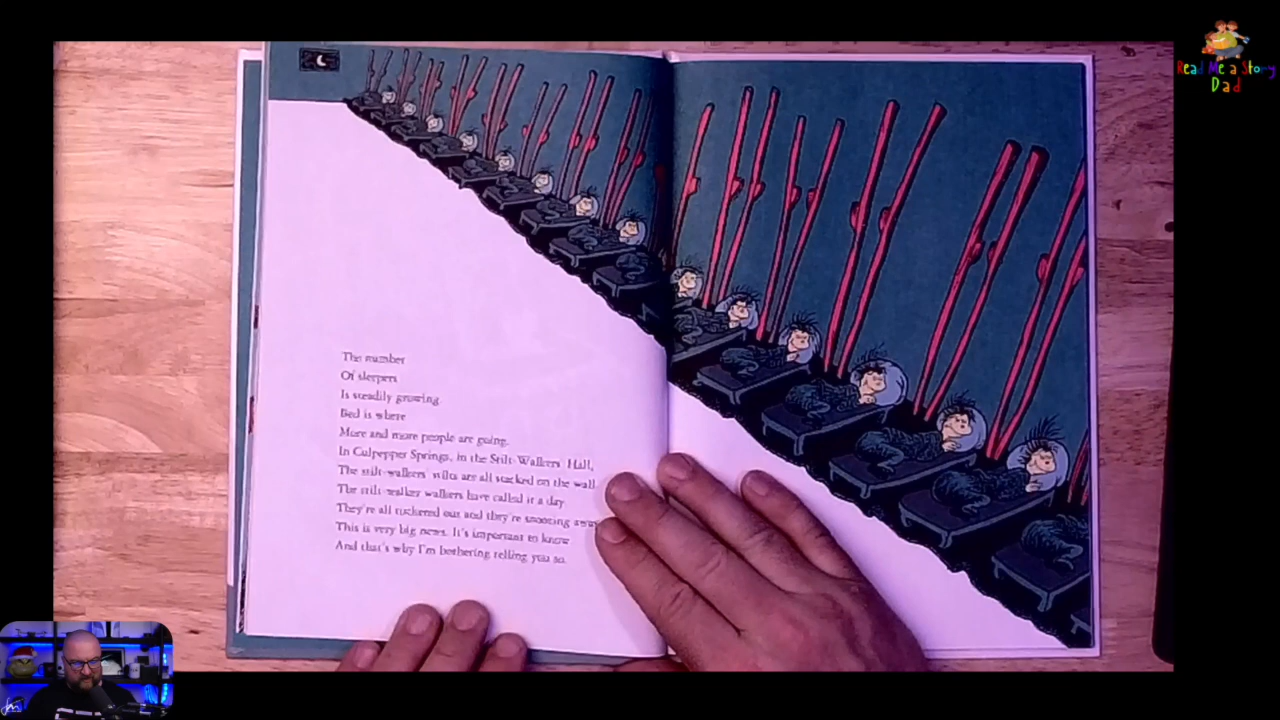 Read Me a Story
Dad
The number
Of sleepers
Is steadily growing.
Bed is where
More and more people are going.
In Culpepper Springs, in the Stilt-Walkers' Hall,
The stilt-walkers' stilts are all stacked on the wall.
The stilt-walker walkers have called it a day.
They're all tuckered out and they're snoozing away.
This is very big news. It's important to know
And that's why I'm bothering telling you so.